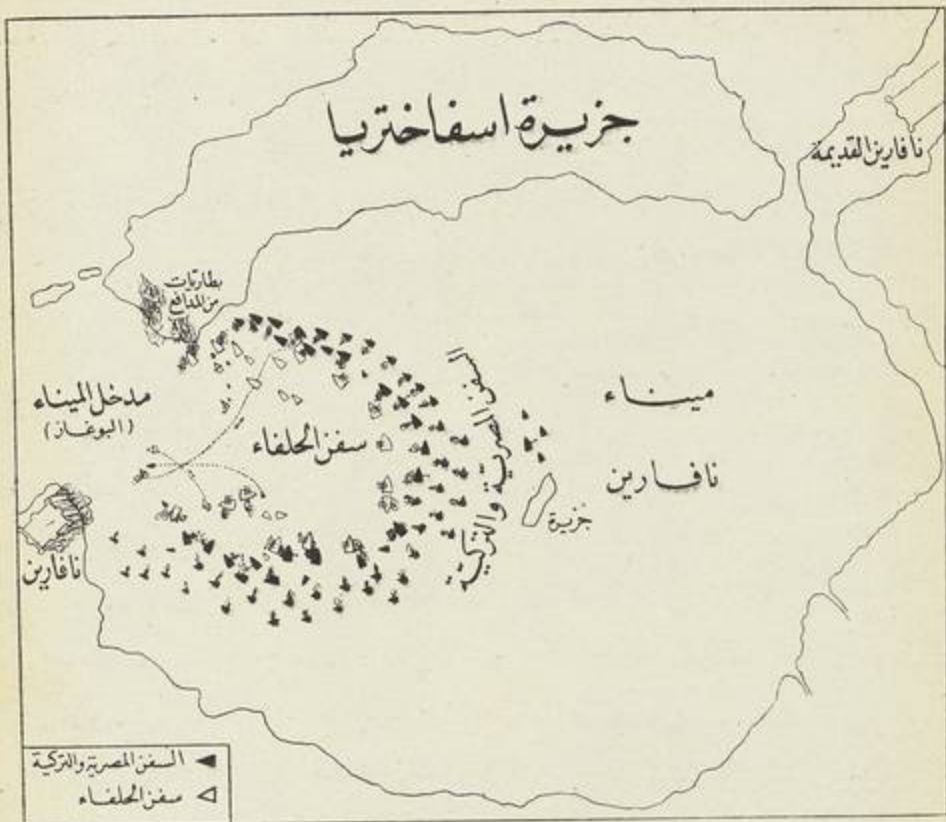 جزيرة اسفاختريا
نافارين القديمة
بطاريات
من المدافع
مدخل الميناء
(البوغاز)
سفن الحلفاء
السفن المصرية والتركية
ميناء
نافارين
جزيرة
نافارين
السفن المصرية والتركية
سفن الحلفاء